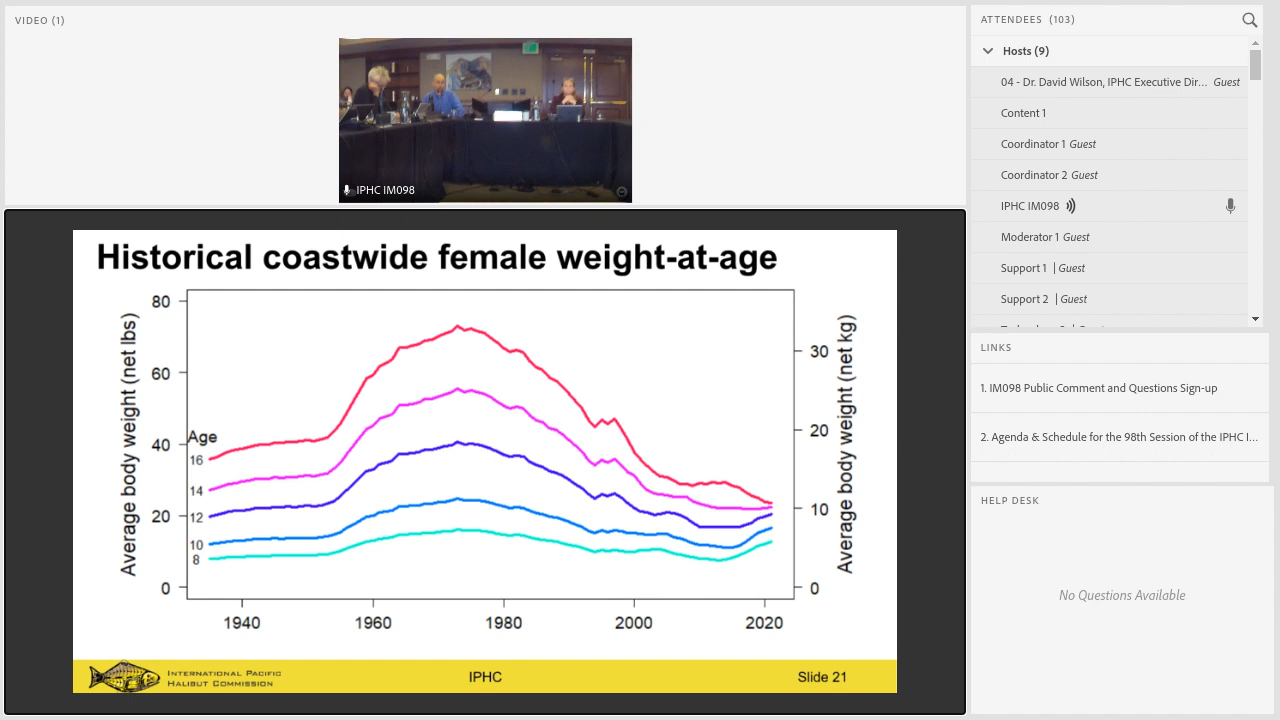 VIDEO (1)
IPHC IM098
Historical coastwide female weight-at-age
Average body weight (net lbs)
80
60
40
20
0
Age
16
14
12
10
8
1940
1960
1980
2000
2020
30
20
10
0
Average body weight (net kg)
INTERNATIONAL PACIFIC
HALIBUT COMMISSION
IPHC
Slide 21
ATTENDEES (103)
Hosts (9)
04 - Dr. David Wilson, IPHC Executive Dir... Guest
Content 1
Coordinator 1 Guest
Coordinator 2 Guest
IPHC IM098
Moderator 1 Guest
Support 1 | Guest
Support 2 | Guest
LINKS
1. IM098 Public Comment and Questions Sign-up
2. Agenda & Schedule for the 98th Session of the IPHC I...
HELP DESK
No Questions Available